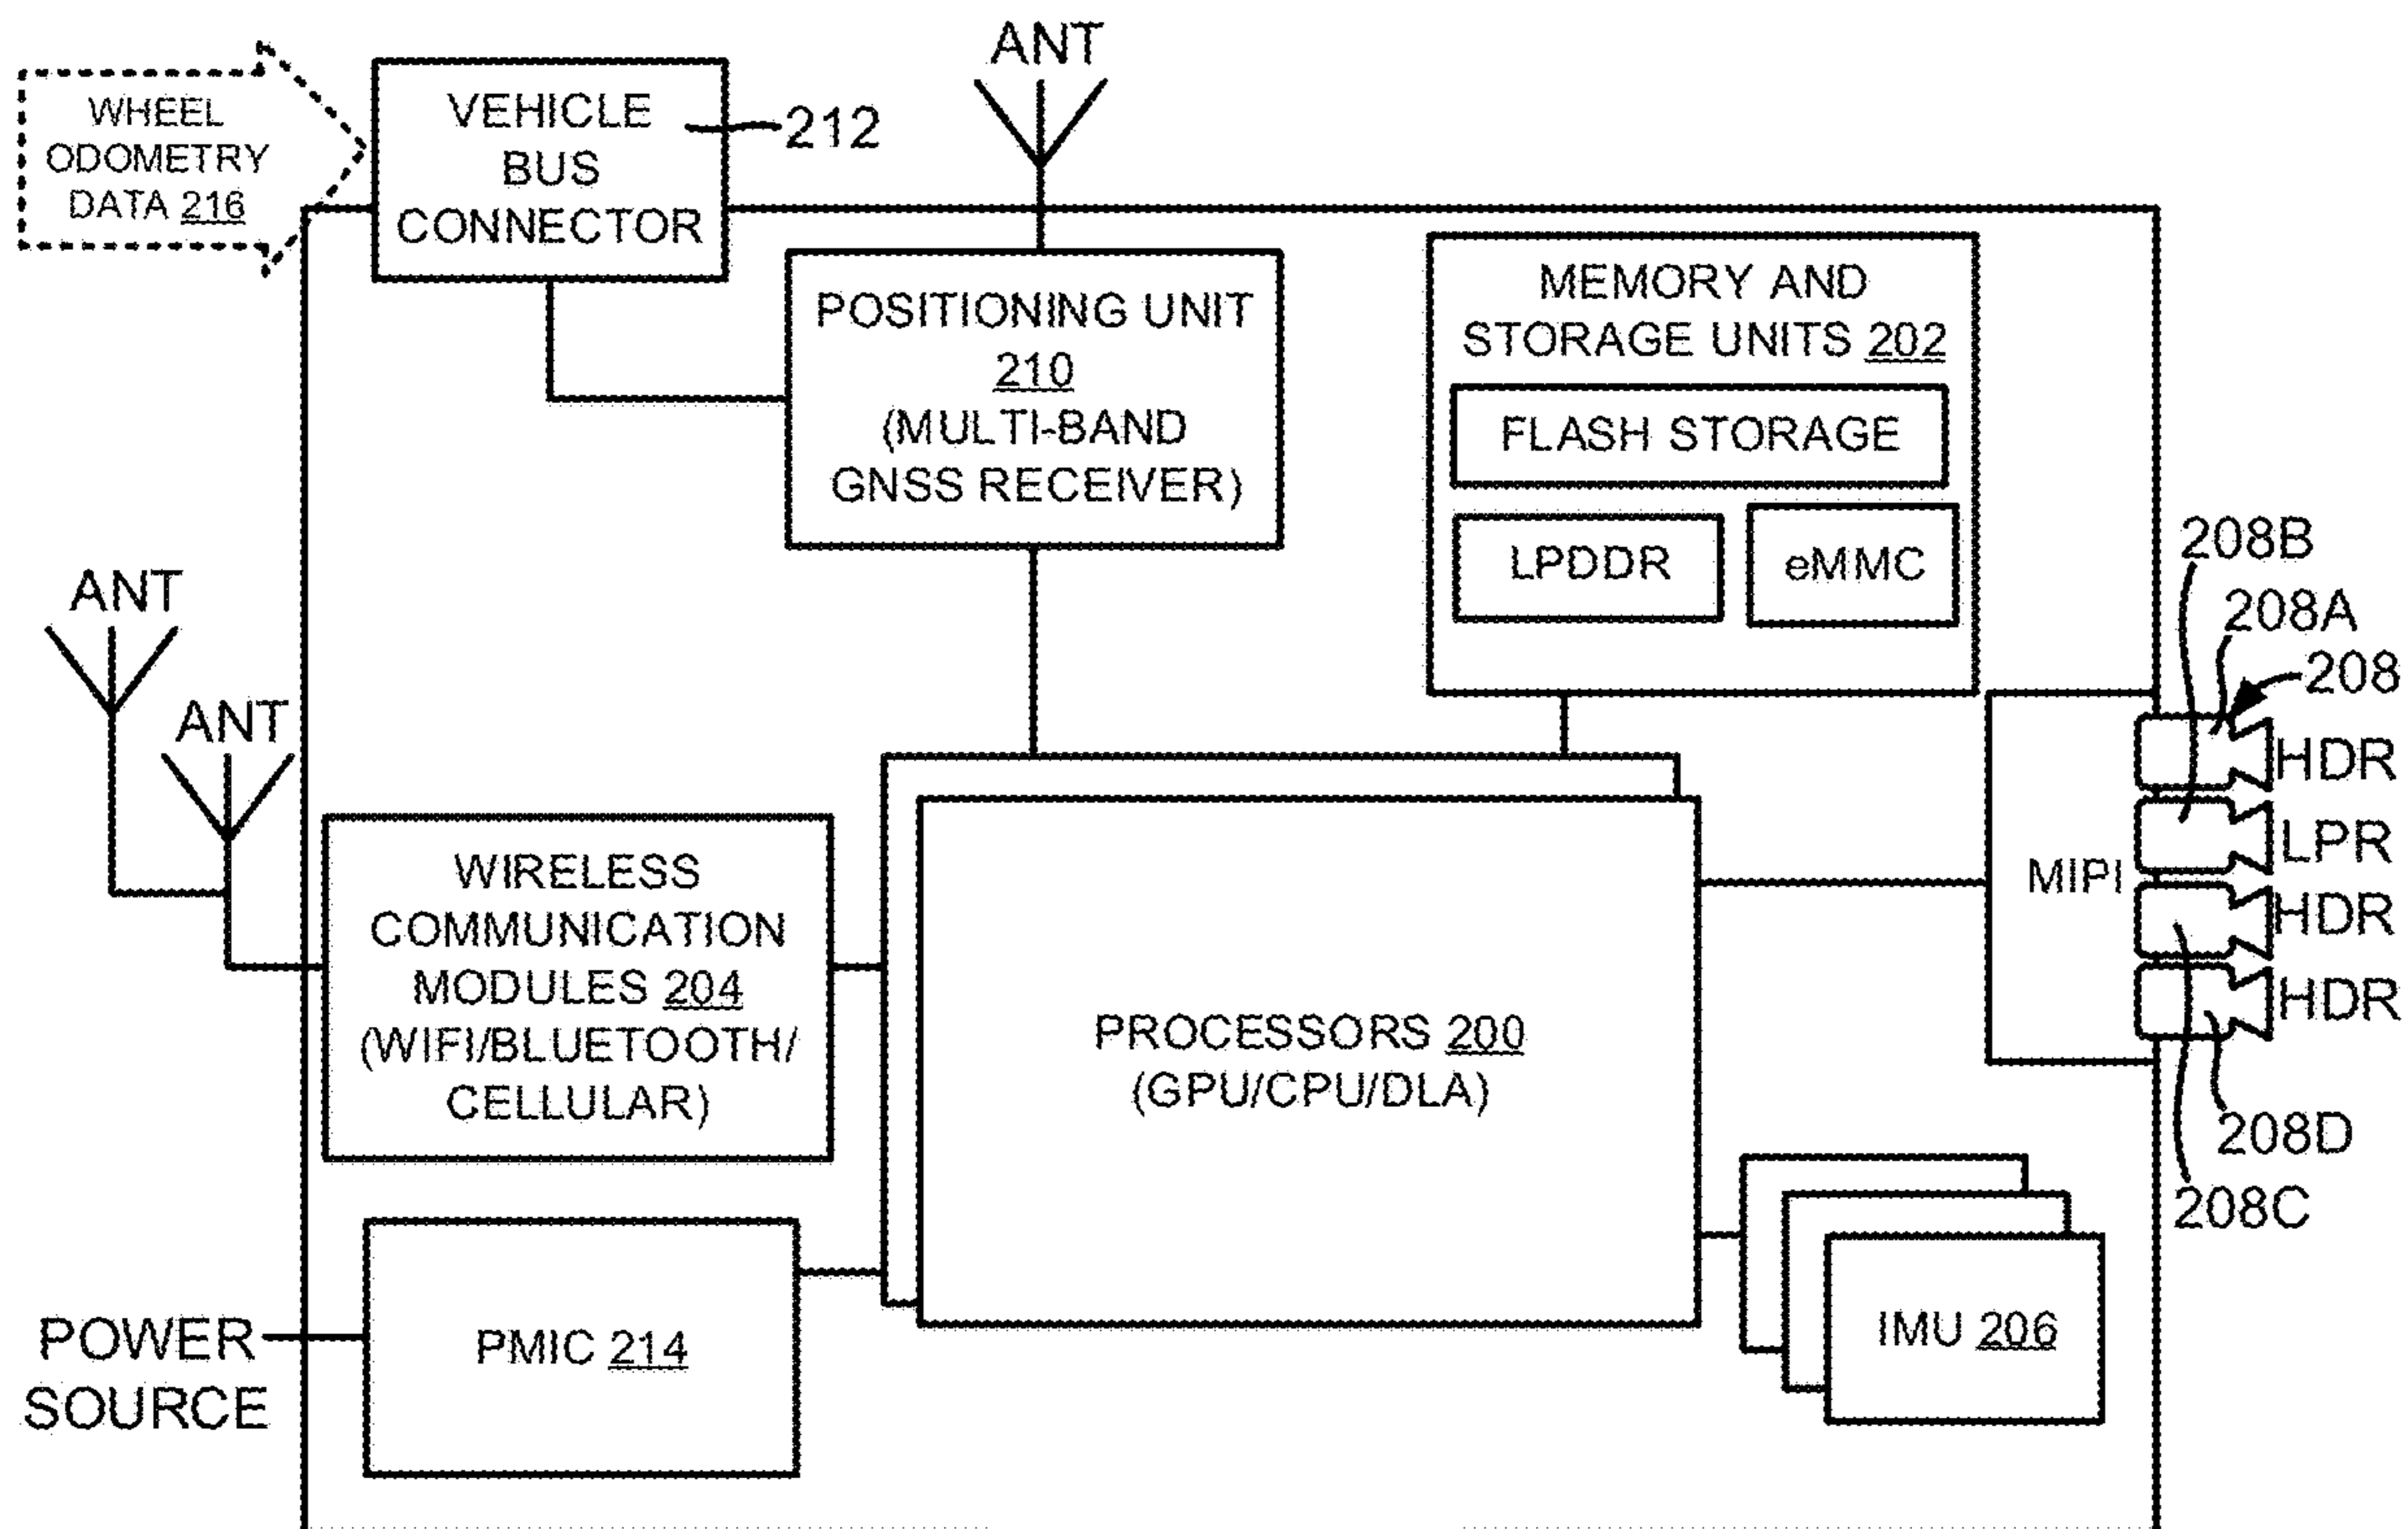 WHEEL
ODOMETRY
DATA 216
VEHICLE
BUS
CONNECTOR
212
ANT
POSITIONING UNIT
210
(MULTI-BAND
GNSS RECEIVER)
MEMORY AND
STORAGE UNITS 202
FLASH STORAGE
LPDDR
eMMC
208B
208A
208
HDR
LPR
HDR
HDR
MIPI
208D
208C
ANT
ANT
WIRELESS
COMMUNICATION
MODULES 204
(WIFI/BLUETOOTH/
CELLULAR)
PROCESSORS 200
(GPU/CPU/DLA)
POWER
SOURCE
PMIC 214
IMU 206